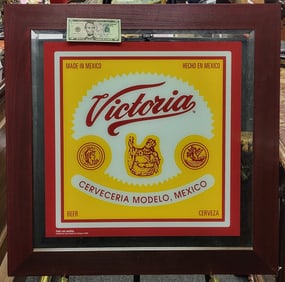 MADE IN MEXICO
HECHO EN MEXICO
Victoria
CERVECERIA MODELO, MEXICO
BEER
CERVEZA